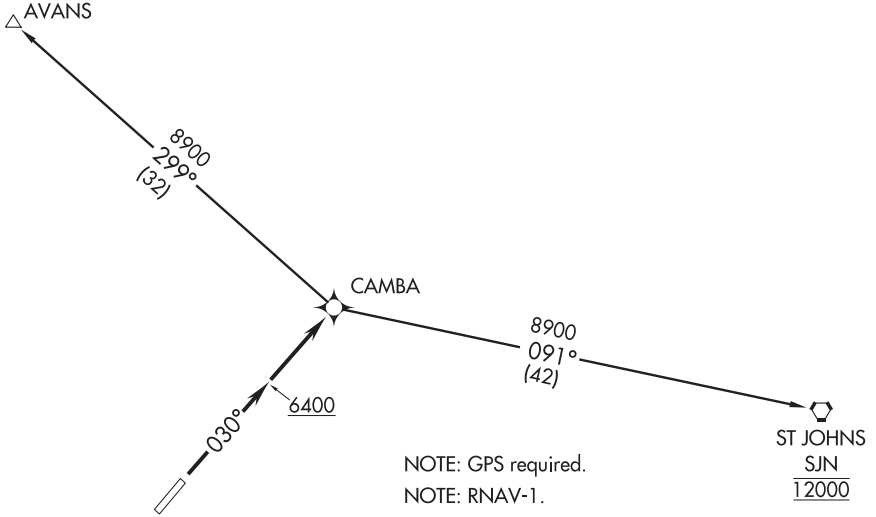 AVANS
8900
299°
(32)
CAMBA
8900
091°
(42)
6400
030°
ST JOHNS
SJN
12000
NOTE: GPS required.
NOTE: RNAV-1.